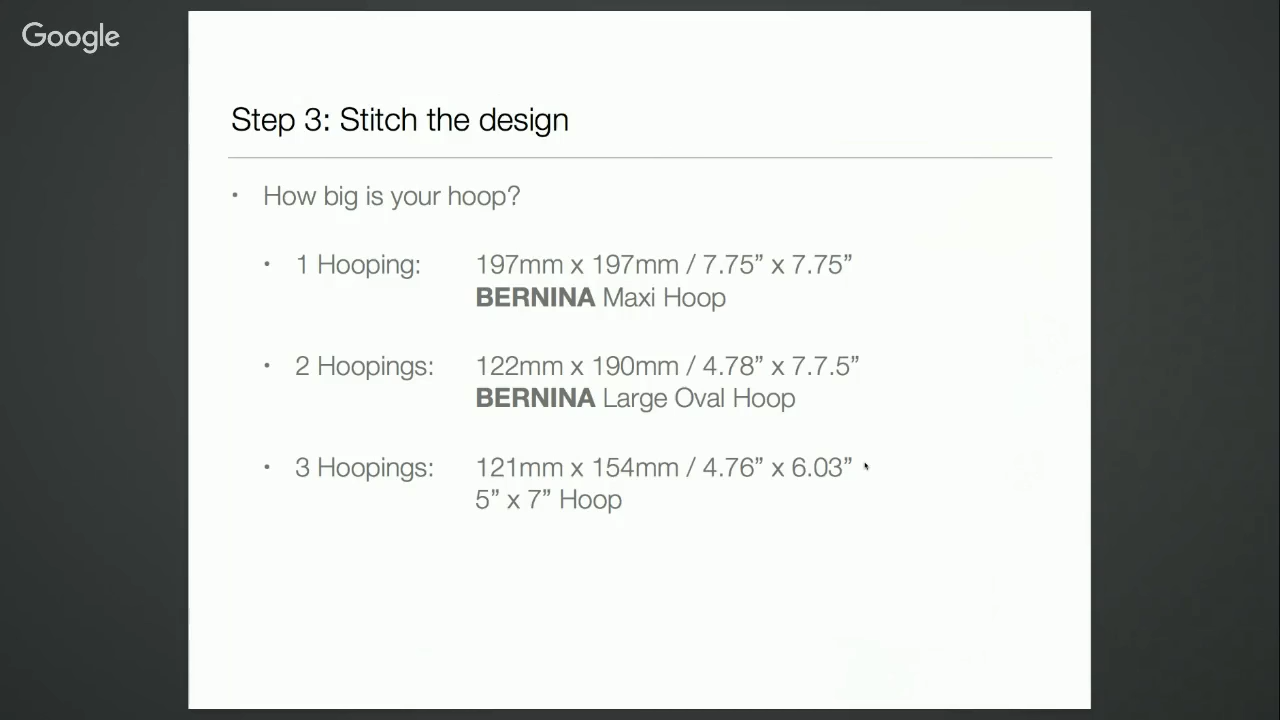 Google
Step 3: Stitch the design
• How big is your hoop?
• 1 Hooping: 197mm x 197mm / 7.75” x 7.75”
BERNINA Maxi Hoop
• 2 Hoopings: 122mm x 190mm / 4.78” x 7.7.5”
BERNINA Large Oval Hoop
• 3 Hoopings: 121mm x 154mm / 4.76” x 6.03”
5” x 7” Hoop